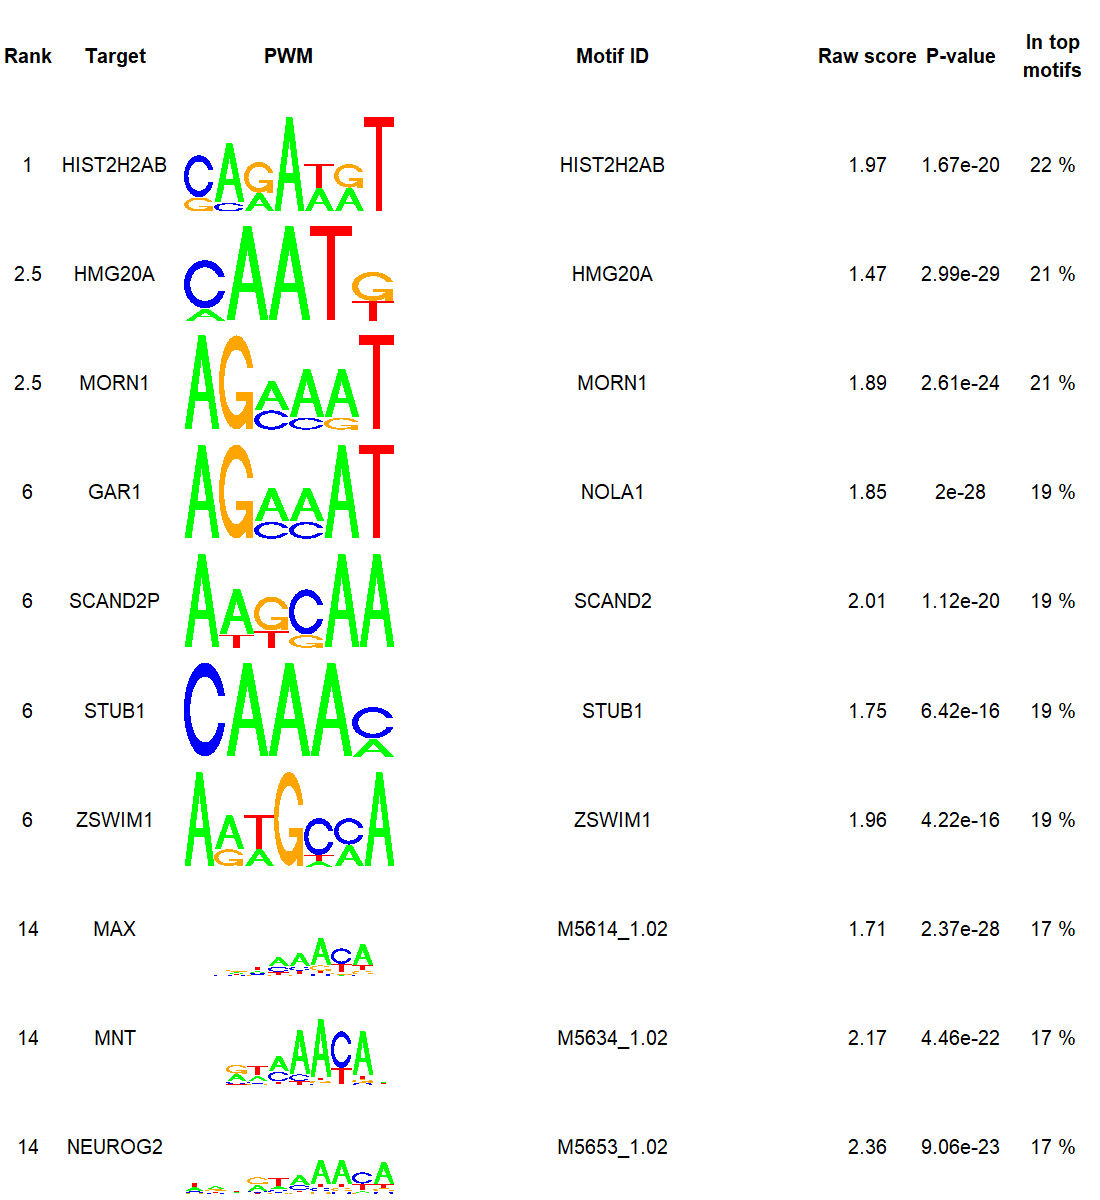 Rank Target PWM Motif ID Raw score P-value In top motifs
1 HIST2H2AB HIST2H2AB 1.97 1.67e-20 22 %
2.5 HMG20A HMG20A 1.47 2.99e-29 21 %
2.5 MORN1 MORN1 1.89 2.61e-24 21 %
6 GAR1 NOLA1 1.85 2e-28 19 %
6 SCAND2P SCAND2 2.01 1.12e-20 19 %
6 STUB1 STUB1 1.75 6.42e-16 19 %
6 ZSWIM1 ZSWIM1 1.96 4.22e-16 19 %
14 MAX M5614_1.02 1.71 2.37e-28 17 %
14 MNT M5634_1.02 2.17 4.46e-22 17 %
14 NEUROG2 M5653_1.02 2.36 9.06e-23 17 %